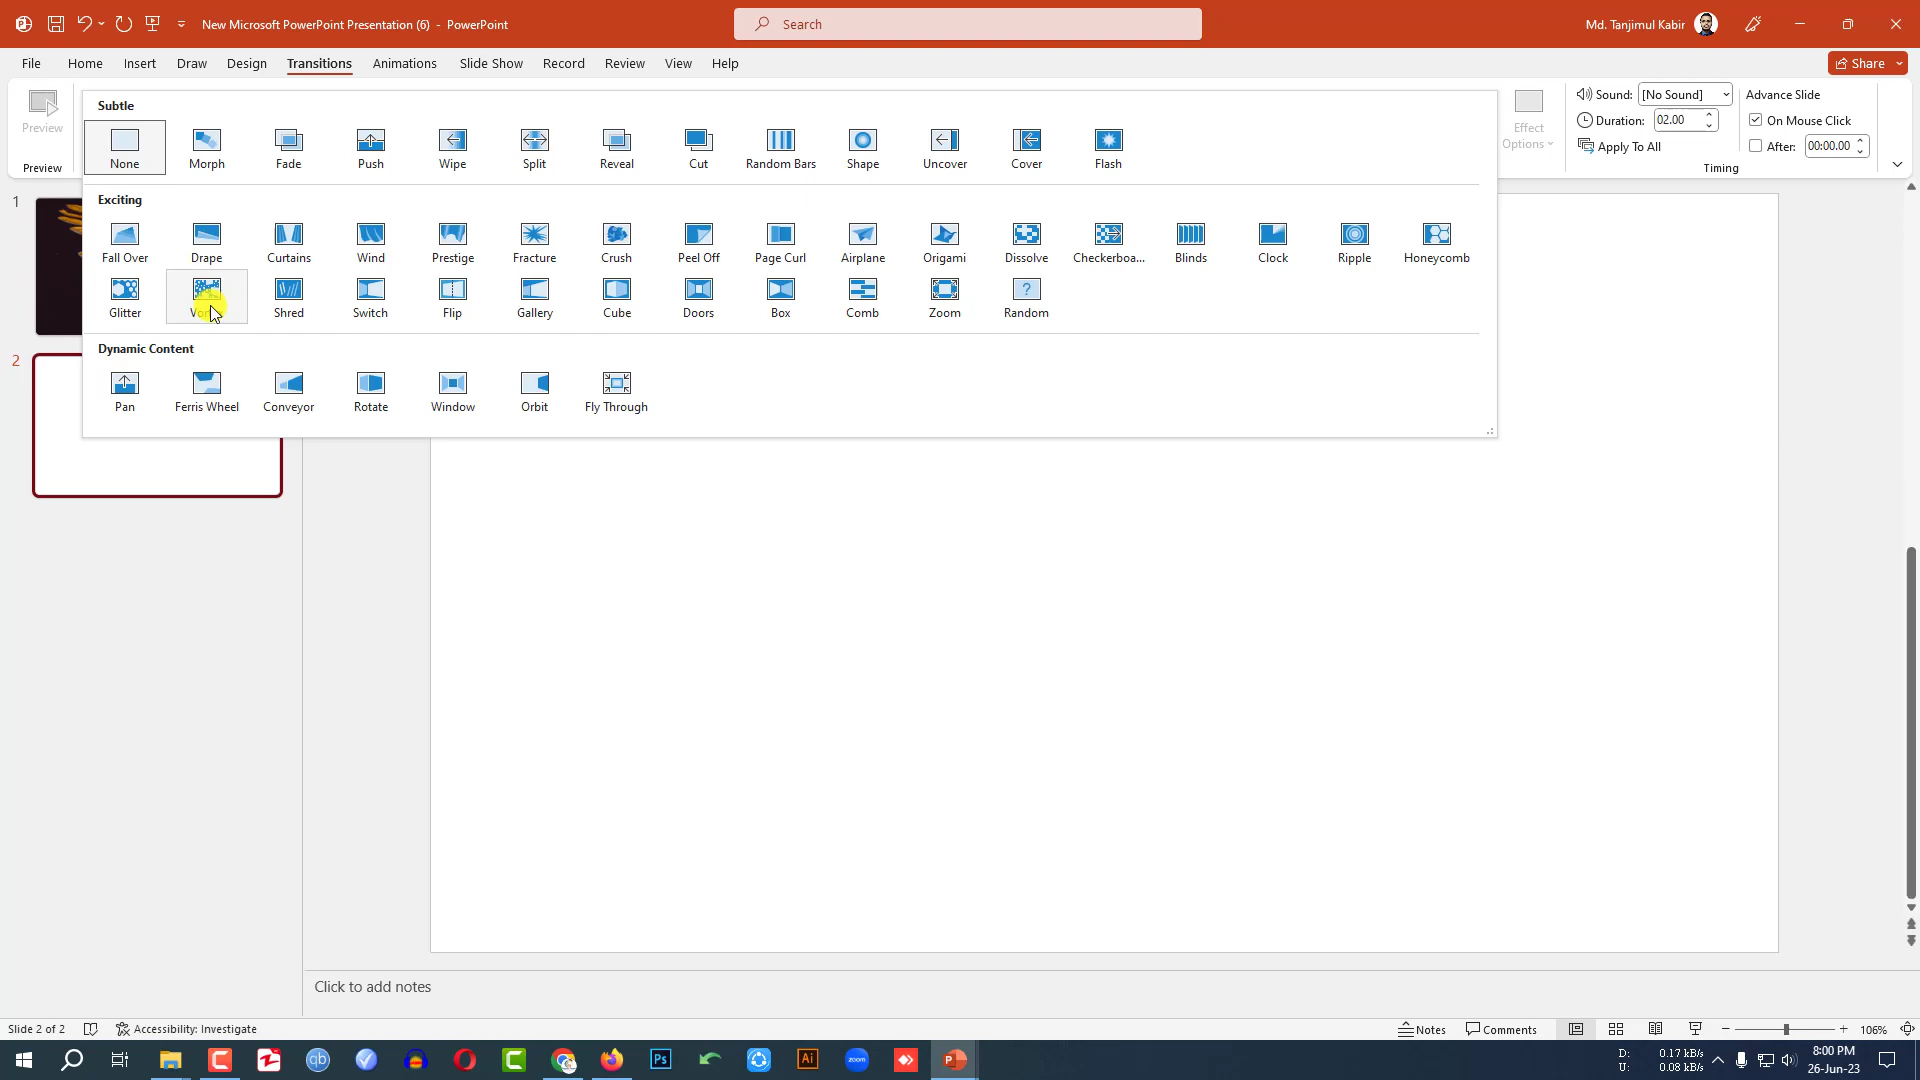 New Microsoft PowerPoint Presentation (6) - PowerPoint
Search
Md. Tanjimul Kabir
File Home Insert Draw Design Transitions Animations Slide Show Record Review View Help
Share
Preview
Preview
Subtle
None Morph Fade Push Wipe Split Reveal Cut Random Bars Shape Uncover Cover Flash
Exciting
Fall Over Drape Curtains Wind Prestige Fracture Crush Peel Off Page Curl Airplane Origami Dissolve Checkerboa... Blinds Clock Ripple Honeycomb
Glitter Shred Switch Flip Gallery Cube Doors Box Comb Zoom Random
Dynamic Content
Pan Ferris Wheel Conveyor Rotate Window Orbit Fly Through
Effect
Options
Sound: [No Sound]
Duration: 02.00
Apply To All
Advance Slide
On Mouse Click
After: 00:00.00
Timing
1
2
Click to add notes
Slide 2 of 2
Accessibility: Investigate
Notes
Comments
106%
qb
Ps
Ai
zoom
D: 0.17 kB/s
U: 0.08 kB/s
8:00 PM
26-Jun-23